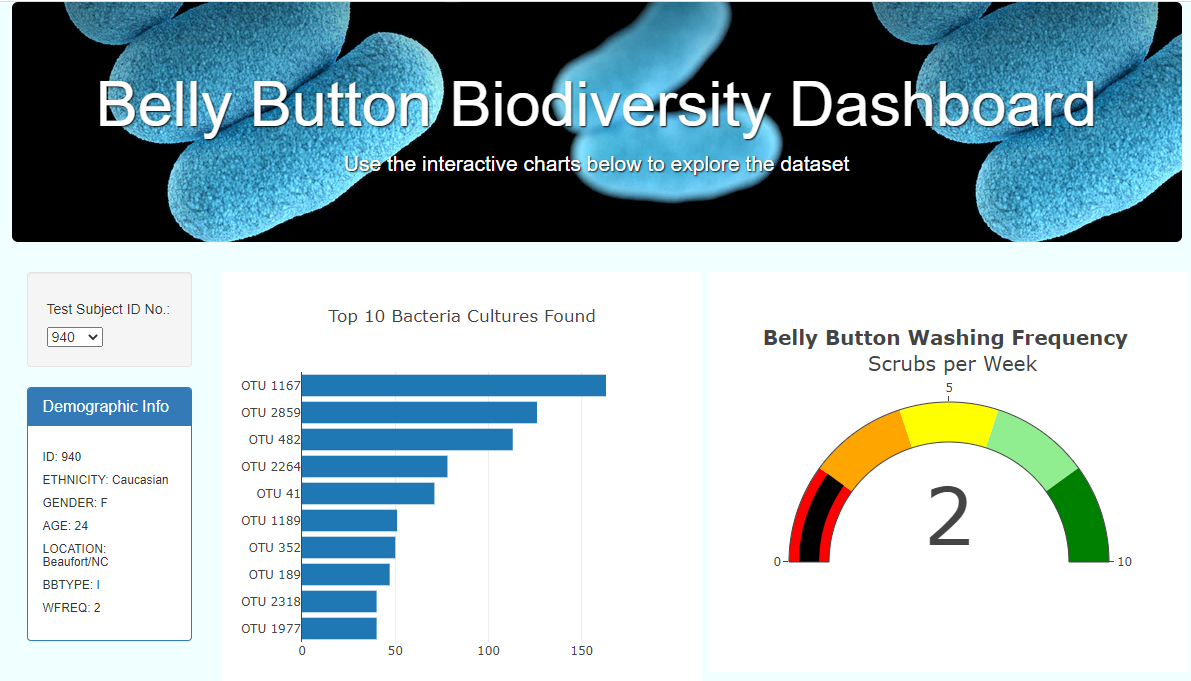 Belly Button Biodiversity Dashboard
Use the interactive charts below to explore the dataset
Test Subject ID No.:
940
Demographic Info
ID: 940
ETHNICITY: Caucasian
GENDER: F
AGE: 24
LOCATION:
Beaufort/NC
BBTYPE: I
WFREQ: 2
Top 10 Bacteria Cultures Found
OTU 1167
OTU 2859
OTU 482
OTU 2264
OTU 41
OTU 1189
OTU 352
OTU 189
OTU 2318
OTU 1977
0 50 100 150
Belly Button Washing Frequency
Scrubs per Week
5
2
0 10